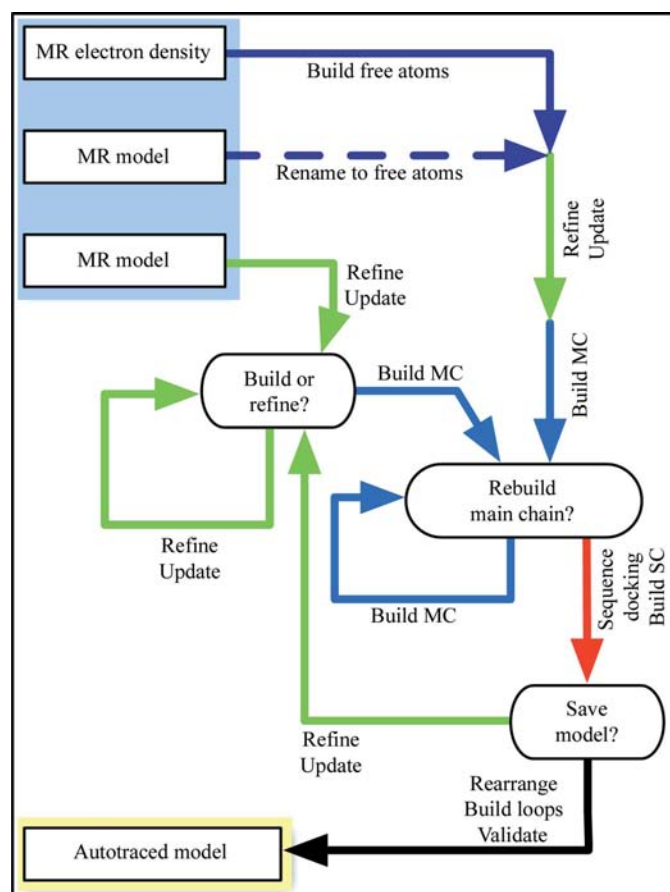 MR electron density
Build free atoms
MR model
Rename to free atoms
Refine
Update
MR model
Refine
Update
Build or
refine?
Build MC
Build MC
Rebuild
main chain?
Refine
Update
Build MC
Sequence
docking
Build SC
Save
model?
Refine
Update
Rearrange
Build loops
Validate
Autotraced model